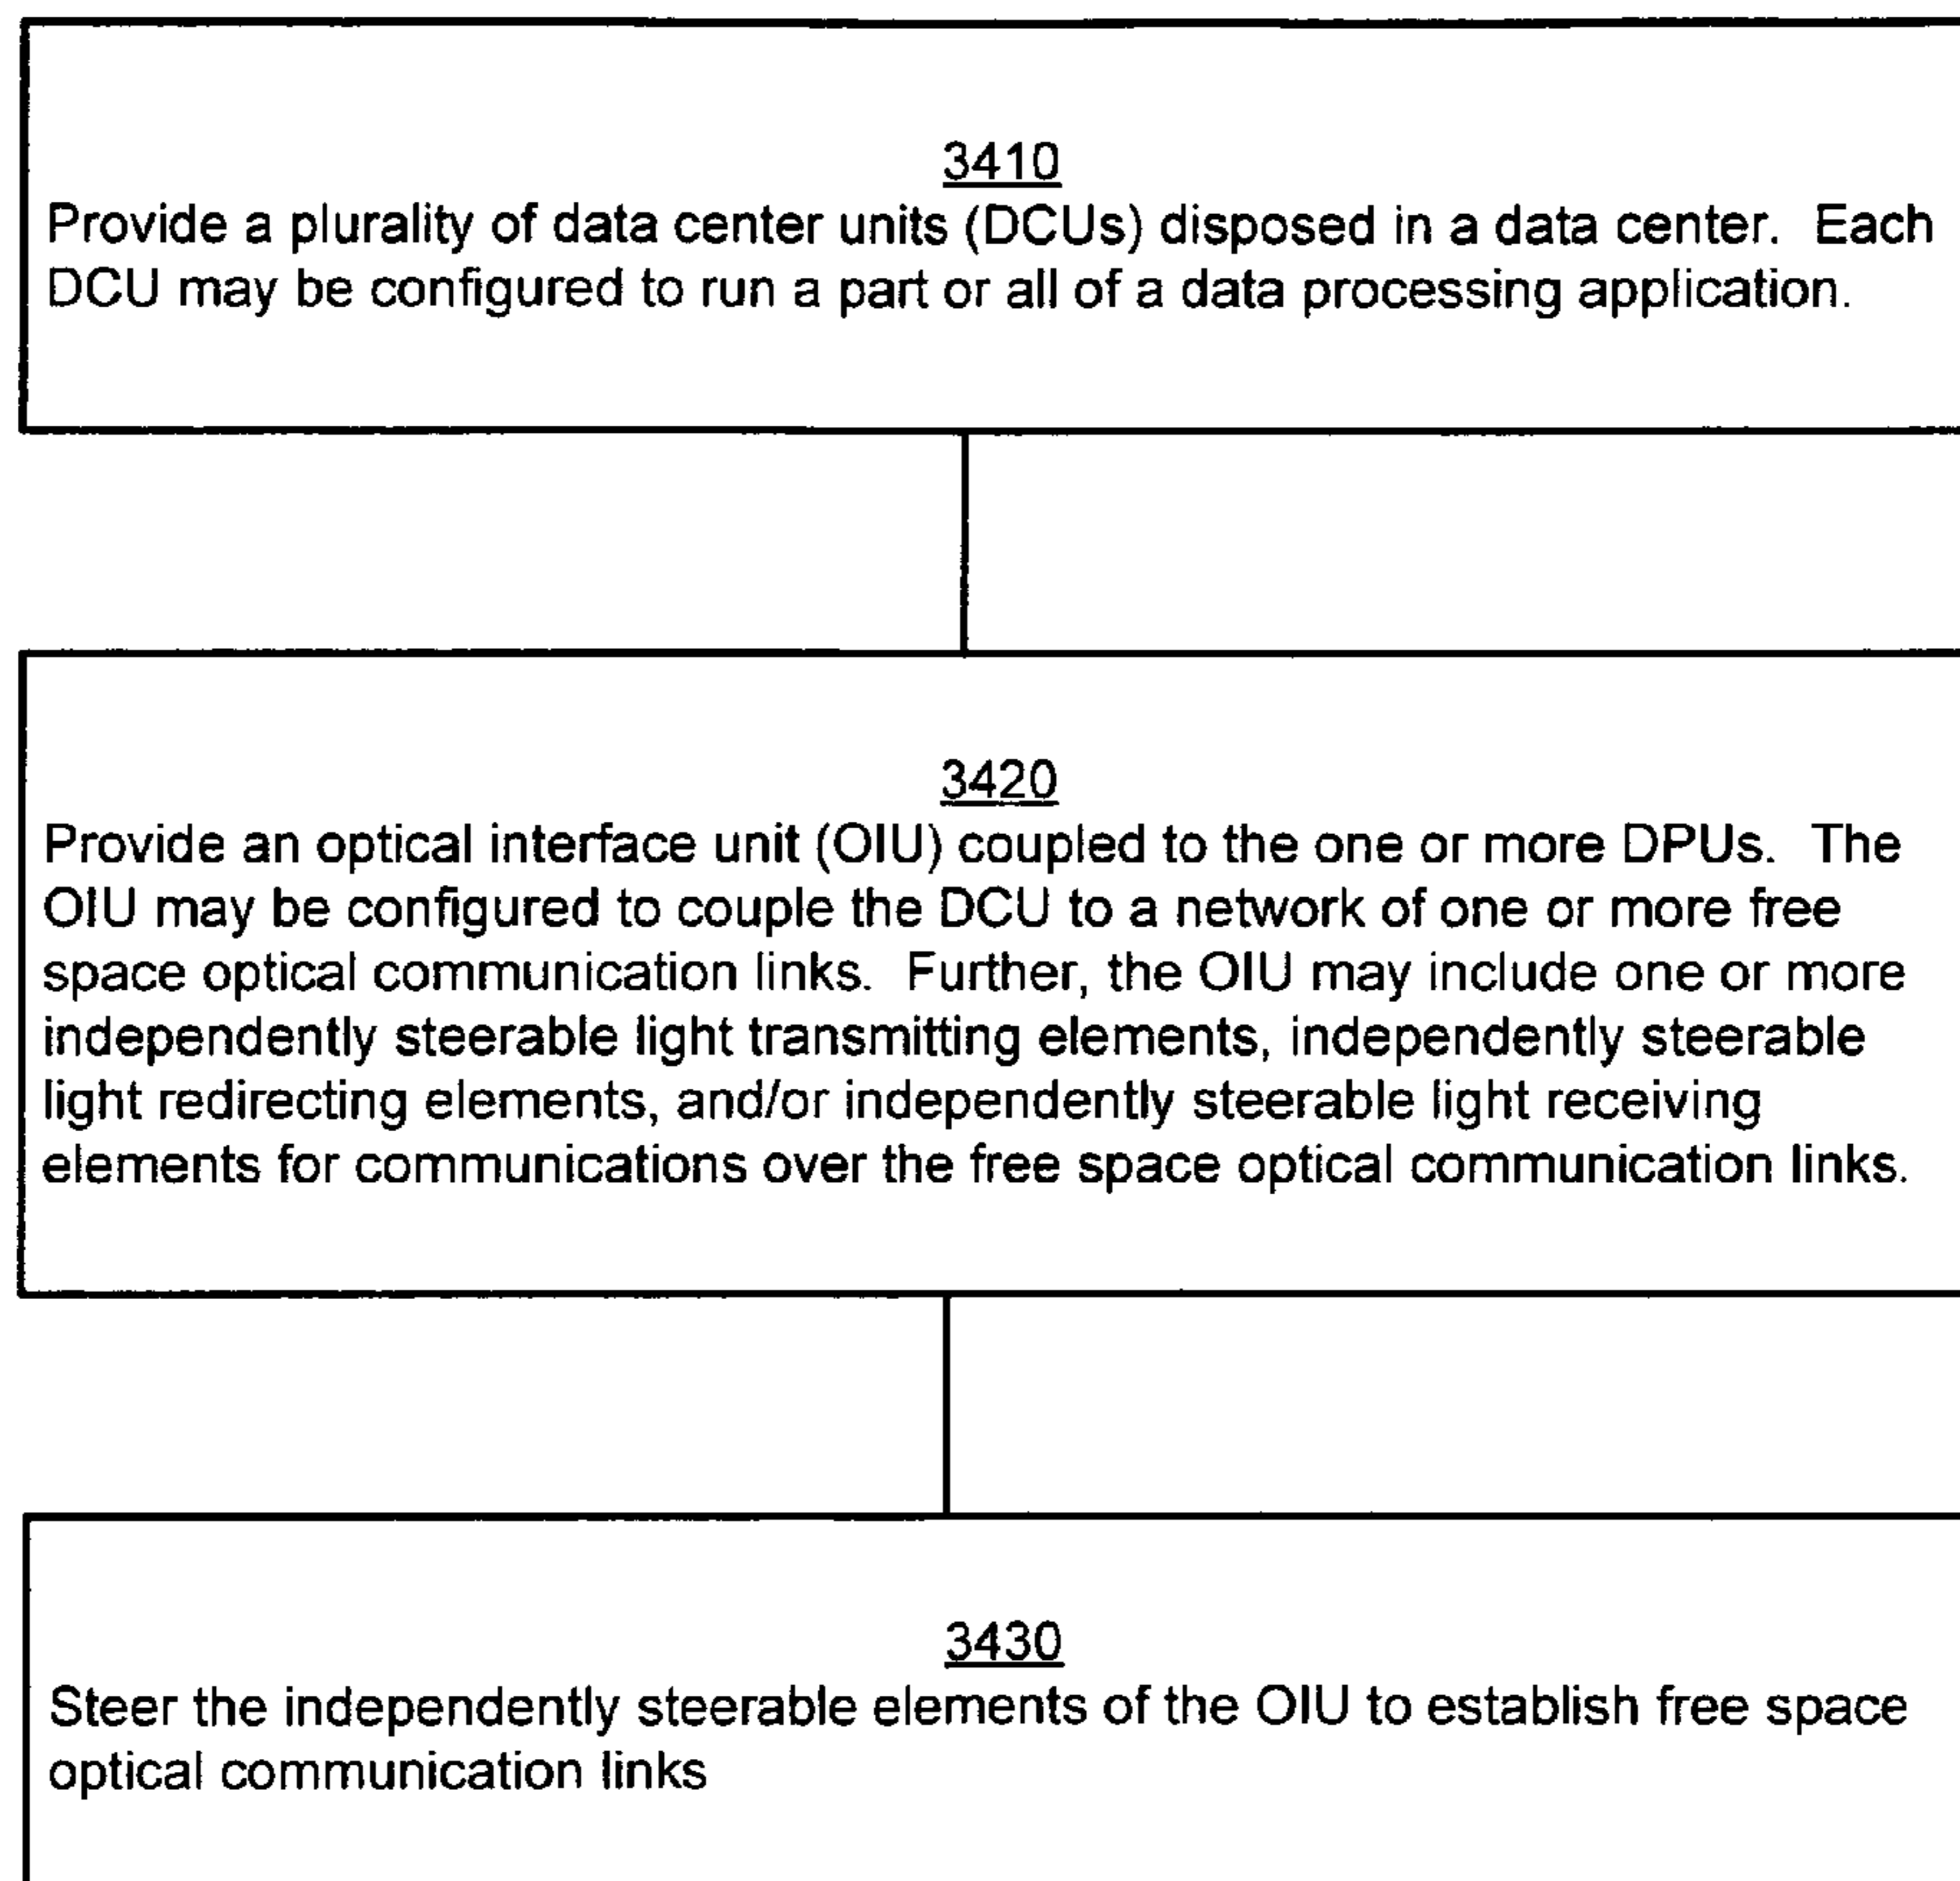 3410
Provide a plurality of data center units (DCUs) disposed in a data center.  Each
DCU may be configured to run a part or all of a data processing application.
3420
Provide an optical interface unit (OIU) coupled to the one or more DPUs.  The
OIU may be configured to couple the DCU to a network of one or more free
space optical communication links.  Further, the OIU may include one or more
independently steerable light transmitting elements, independently steerable
light redirecting elements, and/or independently steerable light receiving
elements for communications over the free space optical communication links.
3430
Steer the independently steerable elements of the OIU to establish free space
optical communication links